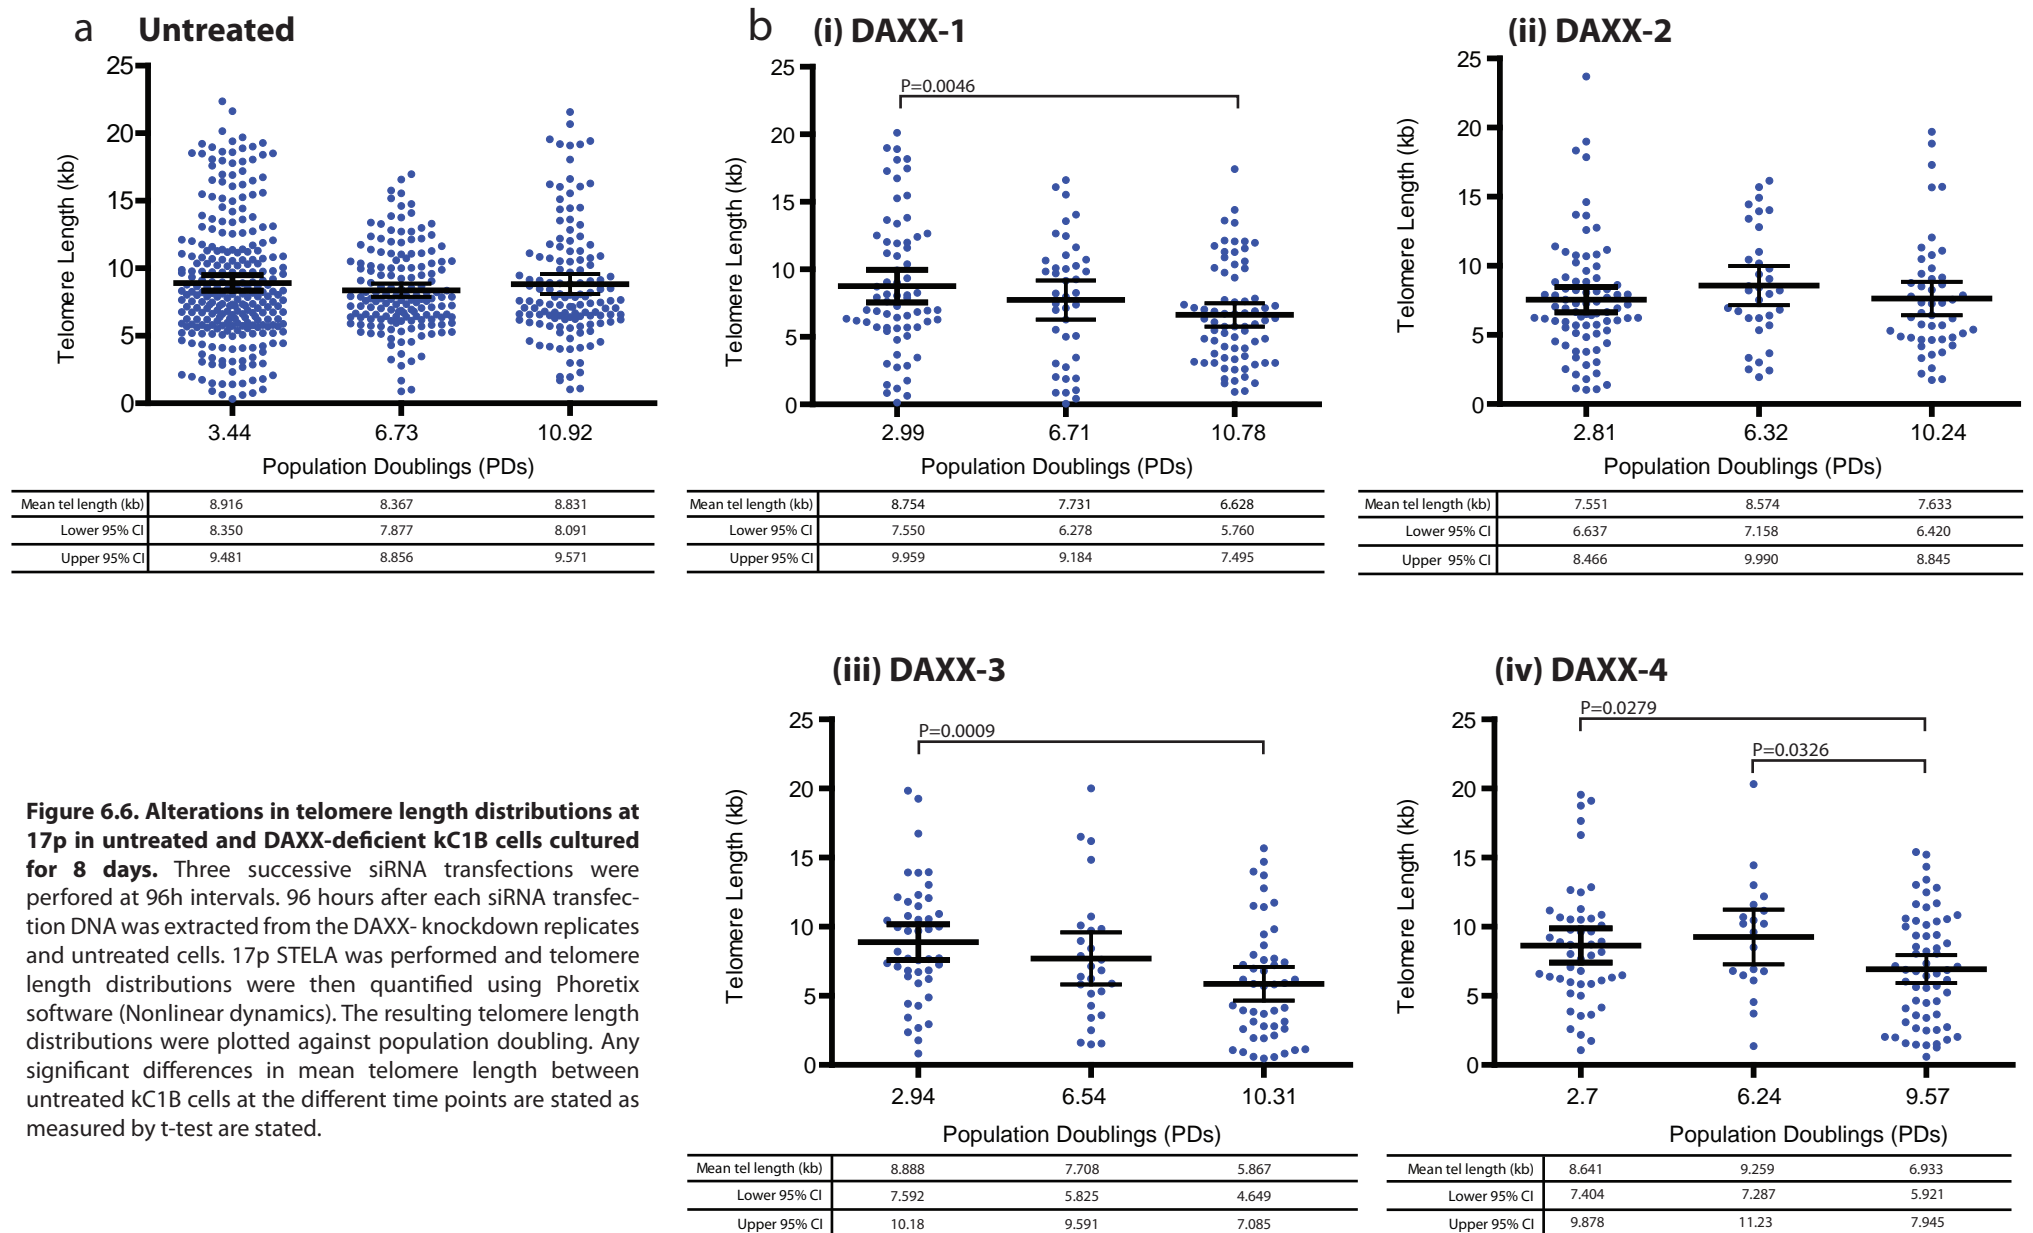 a Untreated
25
20
15
10
5
0
Telomere Length (kb)
3.44 6.73 10.92
Population Doublings (PDs)
Mean tel length (kb) 8.916 8.367 8.831
Lower 95% CI 8.350 7.877 8.091
Upper 95% CI 9.481 8.856 9.571
b (i) DAXX-1
P=0.0046
25
20
15
10
5
0
Telomere Length (kb)
2.99 6.71 10.78
Population Doublings (PDs)
Mean tel length (kb) 8.754 7.731 6.628
Lower 95% CI 7.550 6.278 5.760
Upper 95% CI 9.959 9.184 7.495
(ii) DAXX-2
25
20
15
10
5
0
Telomere Length (kb)
2.81 6.32 10.24
Population Doublings (PDs)
Mean tel length (kb) 7.551 8.574 7.633
Lower 95% CI 6.637 7.158 6.420
Upper 95% CI 8.466 9.990 8.845
Figure 6.6. Alterations in telomere length distributions at
17p in untreated and DAXX-deficient kC1B cells cultured
for 8 days. Three successive siRNA transfections were
perfored at 96h intervals. 96 hours after each siRNA transfec-
tion DNA was extracted from the DAXX- knockdown replicates
and untreated cells. 17p STELA was performed and telomere
length distributions were then quantified using Phoretix
software (Nonlinear dynamics). The resulting telomere length
distributions were plotted against population doubling. Any
significant differences in mean telomere length between
untreated kC1B cells at the different time points are stated as
measured by t-test are stated.
(iii) DAXX-3
P=0.0009
25
20
15
10
5
0
Telomere Length (kb)
2.94 6.54 10.31
Population Doublings (PDs)
Mean tel length (kb) 8.888 7.708 5.867
Lower 95% CI 7.592 5.825 4.649
Upper 95% CI 10.18 9.591 7.085
(iv) DAXX-4
P=0.0279
P=0.0326
25
20
15
10
5
0
Telomere Length (kb)
2.7 6.24 9.57
Population Doublings (PDs)
Mean tel length (kb) 8.641 9.259 6.933
Lower 95% CI 7.404 7.287 5.921
Upper 95% CI 9.878 11.23 7.945